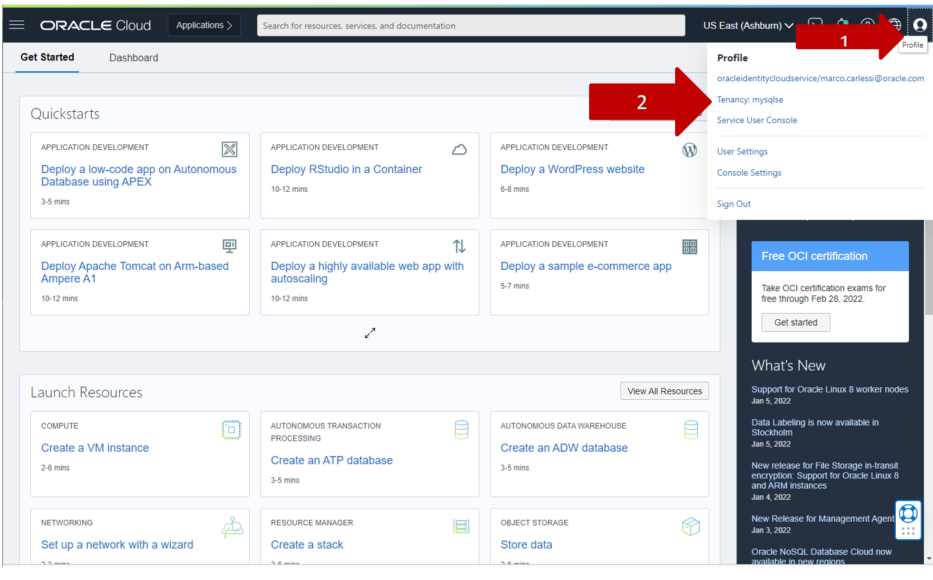 ORACLE Cloud
Applications >
Search for resources, services, and documentation
US East (Ashburn)
1
Profile
Get Started
Dashboard
Profile
oracleidentitycloudservice/marco.carlessi@oracle.com
Tenancy: mysqlse
Service User Console
User Settings
Console Settings
Sign Out
2
Quickstarts
APPLICATION DEVELOPMENT
Deploy a low-code app on Autonomous
Database using APEX
3-5 mins
APPLICATION DEVELOPMENT
Deploy RStudio in a Container
10-12 mins
APPLICATION DEVELOPMENT
Deploy a WordPress website
6-8 mins
APPLICATION DEVELOPMENT
Deploy Apache Tomcat on Arm-based
Ampere A1
10-12 mins
APPLICATION DEVELOPMENT
Deploy a highly available web app with
autoscaling
10-12 mins
APPLICATION DEVELOPMENT
Deploy a sample e-commerce app
5-7 mins
Free OCI certification
Take OCI certification exams for
free through Feb 28, 2022.
Get started
Launch Resources
View All Resources
COMPUTE
Create a VM instance
2-6 mins
AUTONOMOUS TRANSACTION
PROCESSING
Create an ATP database
3-5 mins
AUTONOMOUS DATA WAREHOUSE
Create an ADW database
3-5 mins
NETWORKING
Set up a network with a wizard
RESOURCE MANAGER
Create a stack
OBJECT STORAGE
Store data
What's New
Support for Oracle Linux 8 worker nodes
Jan 5, 2022
Data Labeling is now available in
Stockholm
Jan 5, 2022
New release for File Storage in-transit
encryption: Support for Oracle Linux 8
and ARM instances
Jan 4, 2022
New Release for Management Agent
Jan 3, 2022
Oracle NoSQL Database Cloud now
available in new regions